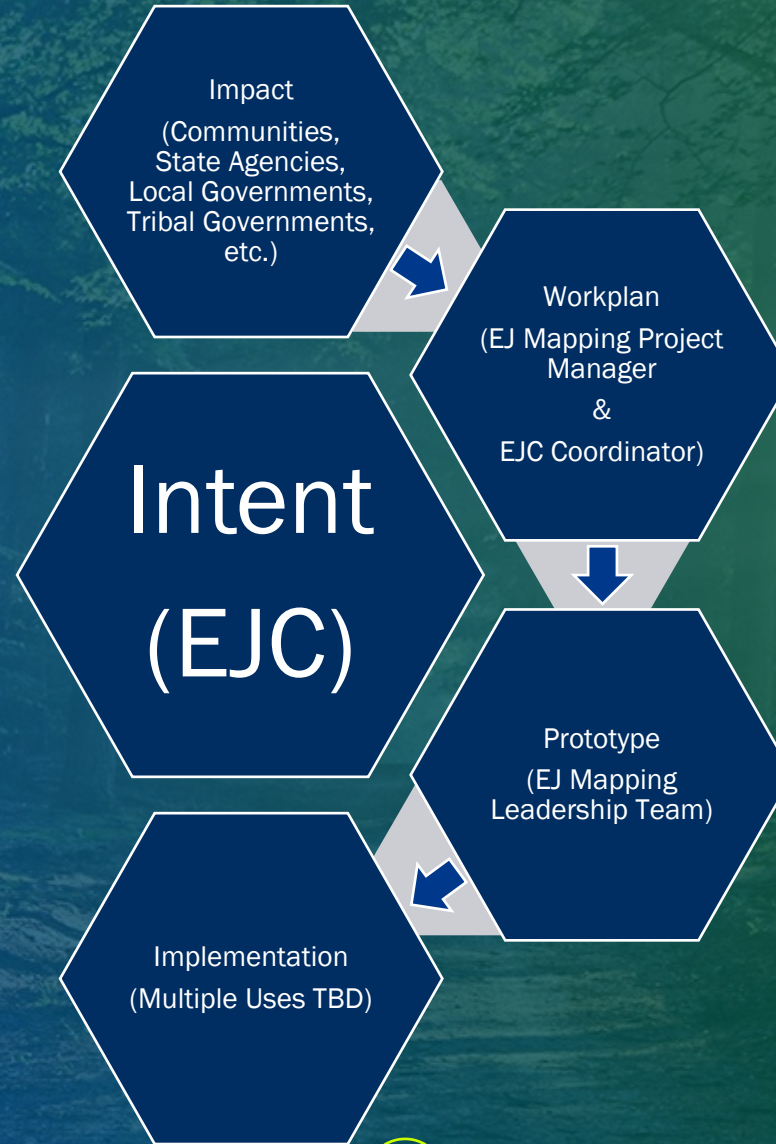 Impact
(Communities,
State Agencies,
Local Governments,
Tribal Governments,
etc.)
Workplan
(EJ Mapping Project
Manager
&
EJC Coordinator)
Intent
(EJC)
Prototype
(EJ Mapping
Leadership Team)
Implementation
(Multiple Uses TBD)